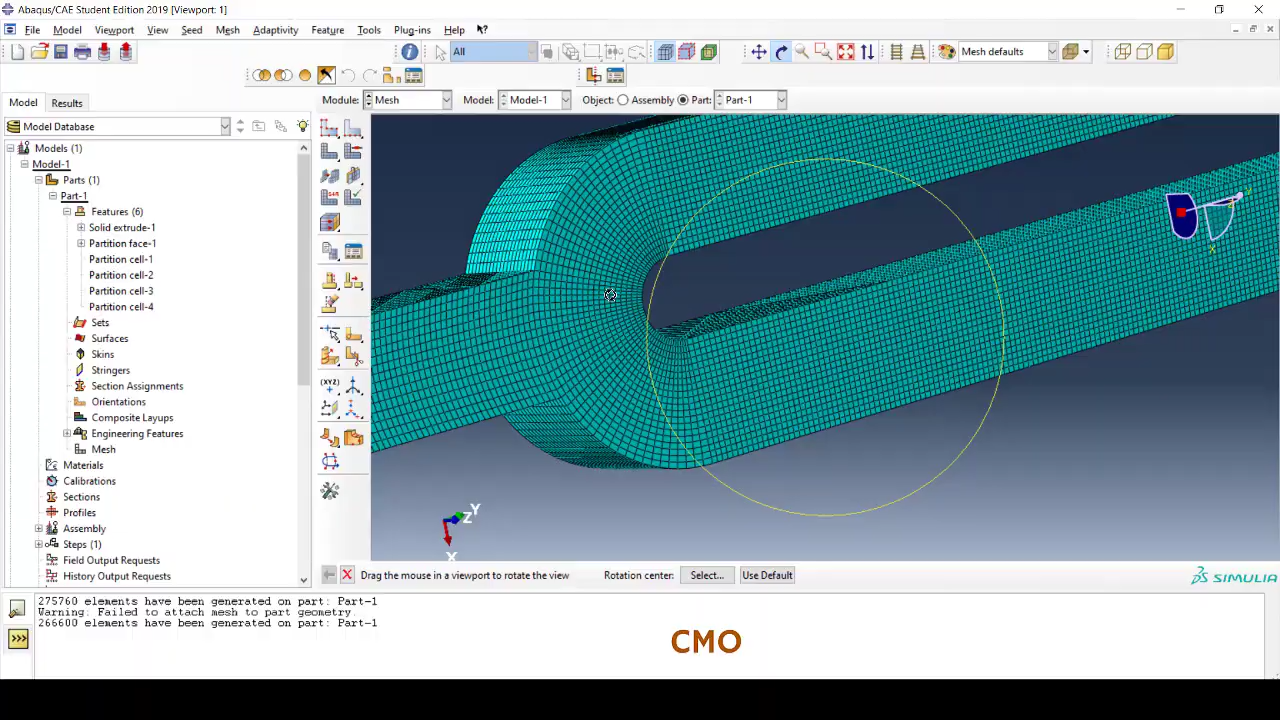 Abaqus/CAE Student Edition 2019 [Viewport: 1]
File Model Viewport View Seed Mesh Adaptivity Feature Tools Plug-ins Help
All
Mesh defaults
Module: Mesh Model: Model-1 Object: Assembly Part: Part-1
Model Results
Model Database
Models (1)
Model-1
Parts (1)
Part-1
Features (6)
Solid extrude-1
Partition face-1
Partition cell-1
Partition cell-2
Partition cell-3
Partition cell-4
Sets
Surfaces
Skins
Stringers
Section Assignments
Orientations
Composite Layups
Engineering Features
Mesh
Materials
Calibrations
Sections
Profiles
Assembly
Steps (1)
Field Output Requests
History Output Requests
(XYZ)
Y
X
Y
Z
X
Drag the mouse in a viewport to rotate the view Rotation center: Select... Use Default
SIMULIA
275760 elements have been generated on part: Part-1
Warning: Failed to attach mesh to part geometry.
266600 elements have been generated on part: Part-1
>>>
CMO